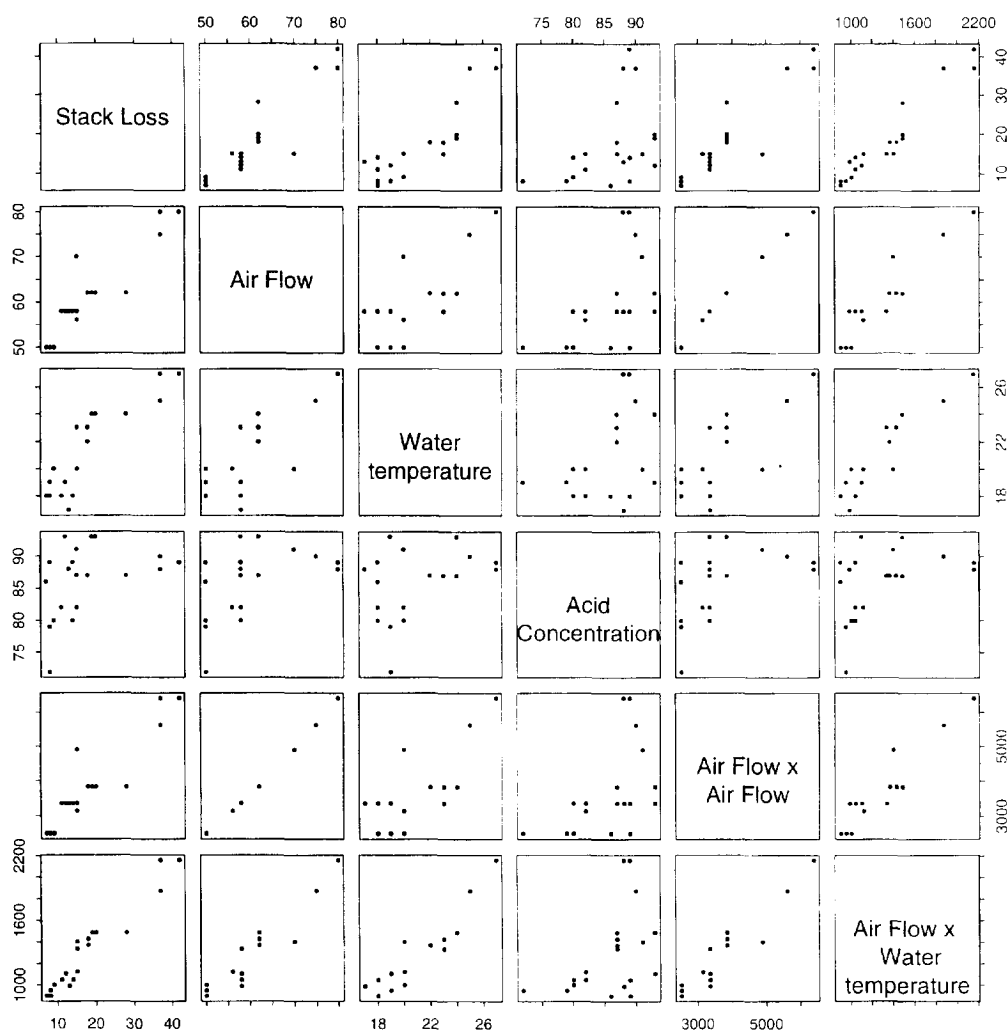 50 60 70 80
75 80 85 90
1000 1600 2200
Stack Loss
10 20 30 40
50 60 70 80
Air Flow
Water
temperature
18 22 26
75 80 85 90
Acid
Concentration
Air Flow x
Air Flow
3000 5000
1000 1600 2200
Air Flow x
Water
temperature
10 20 30 40
18 22 26
3000 5000